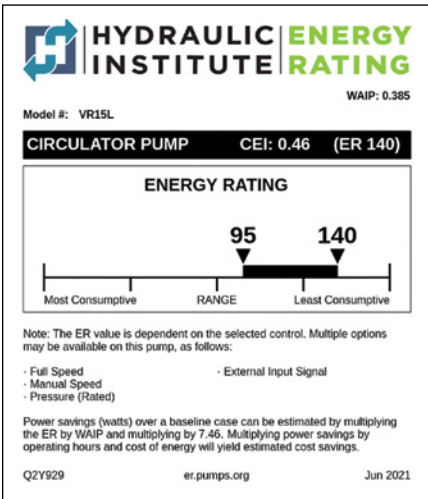 HYDRAULIC ENERGY
INSTITUTE RATING
WAIP: 0.385
Model #: VR15L
CIRCULATOR PUMP CEI: 0.46 (ER 140)
ENERGY RATING
95 140
Most Consumptive RANGE Least Consumptive
Note: The ER value is dependent on the selected control. Multiple options
may be available on this pump, as follows:
- Full Speed - External Input Signal
- Manual Speed
- Pressure (Rated)
Power savings (watts) over a baseline case can be estimated by multiplying
the ER by WAIP and multiplying by 7.46. Multiplying power savings by
operating hours and cost of energy will yield estimated cost savings.
Q2Y929 er.pumps.org Jun 2021